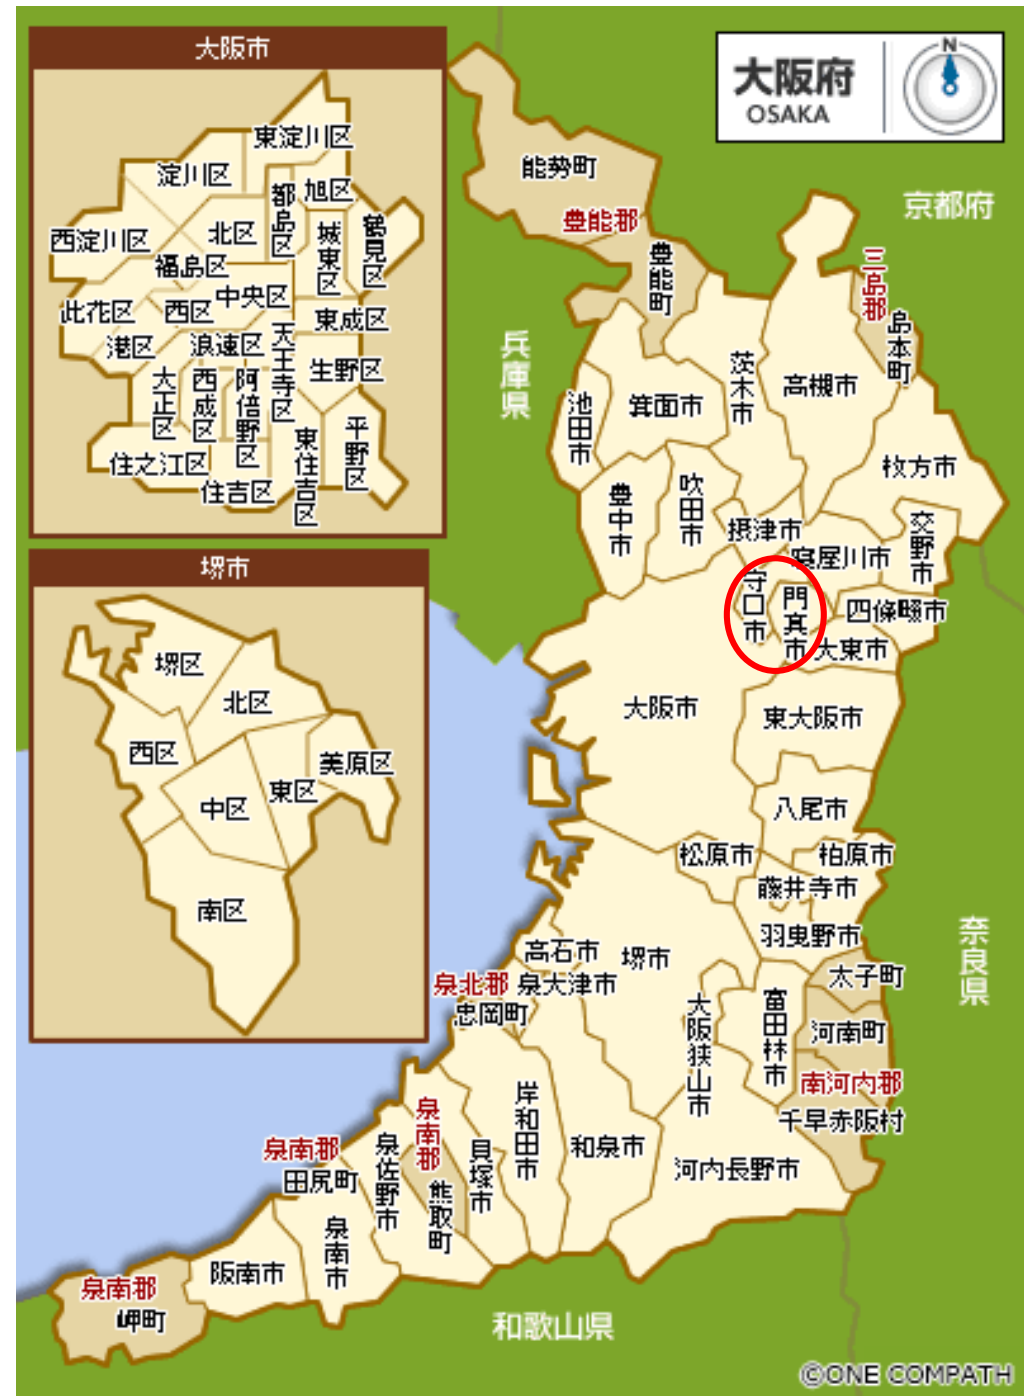 大阪市
東淀川区
淀川区
都島区
旭区
鶴見区
西淀川区
北区
城東区
福島区
此花区
西区
中央区
東成区
港区
浪速区
天王寺区
生野区
大正区
西成区
阿倍野区
東住吉区
平野区
住之江区
住吉区
堺市
堺区
北区
西区
美原区
東区
中区
南区
大阪府
OSAKA
N
能勢町
豊能郡
豊能町
京都府
三島郡
島本町
兵庫県
茨木市
高槻市
池田市
箕面市
枚方市
豊中市
吹田市
摂津市
交野市
寝屋川市
守口市
門真市
四條畷市
大東市
大阪市
東大阪市
八尾市
松原市
柏原市
藤井寺市
羽曳野市
奈良県
高石市
堺市
太子町
泉北郡
泉大津市
忠岡町
大阪狭山市
富田林市
河南町
南河内郡
千早赤阪村
岸和田市
和泉市
河内長野市
泉南郡
田尻町
泉佐野市
泉南郡
熊取町
貝塚市
泉南市
阪南市
泉南郡
岬町
和歌山県
©ONE COMPATH